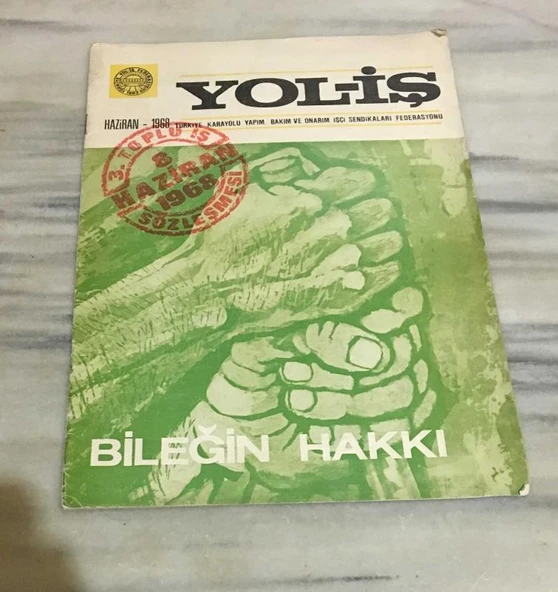 YOL-İŞ
HAZİRAN - 1968 TÜRKİYE KARAYOLU YAPIM, BAKIM VE ONARIM İŞÇİ SENDİKALARI FEDERASYONU
3. TOPLU İŞ
8
HAZİRAN
1968
SÖZLEŞMESİ
BİLEĞİN HAKKI